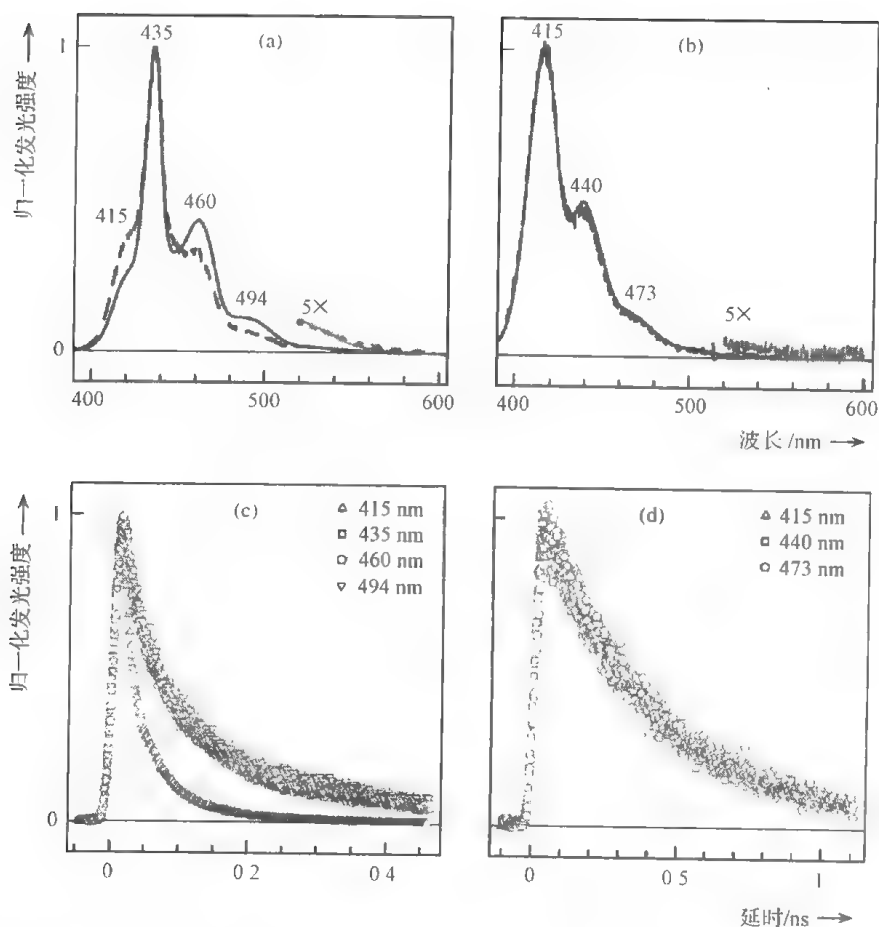 归一化发光强度
435
(a)
1
415
460
494
5×
0
400
500
600
415
(b)
440
473
5×
400
500
600
波长/nm
归一化发光强度
(c)
1
△ 415 nm
□ 435 nm
○ 460 nm
▽ 494 nm
0
0
0 2
0 4
(d)
△ 415 nm
□ 440 nm
○ 473 nm
0
0 5
1
延时/ns